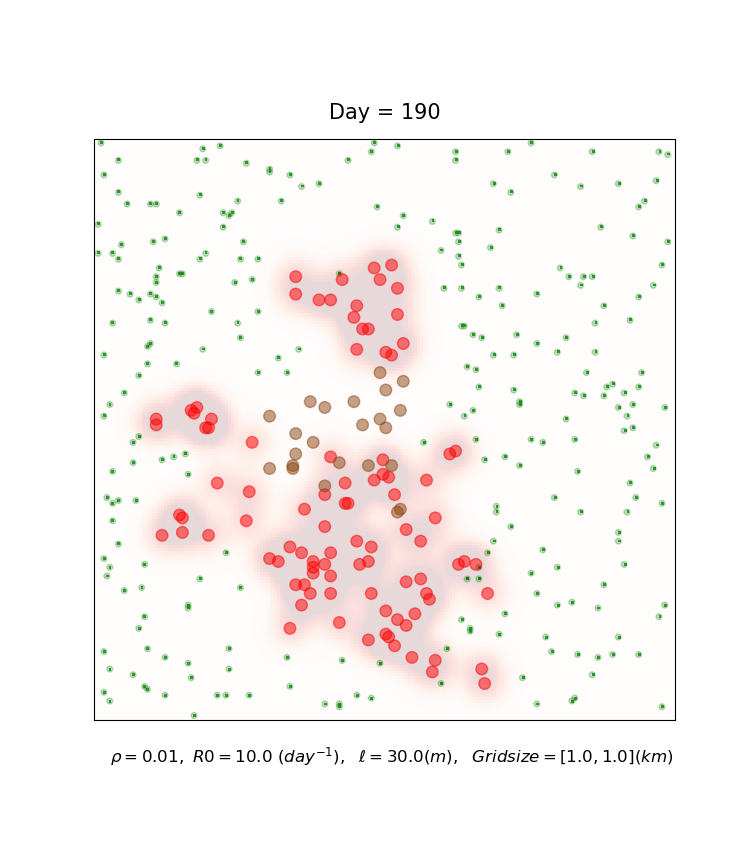 Day = 190
ρ = 0.01, R0 = 10.0 (day⁻¹), ℓ = 30.0(m), Gridsize = [1.0, 1.0](km)